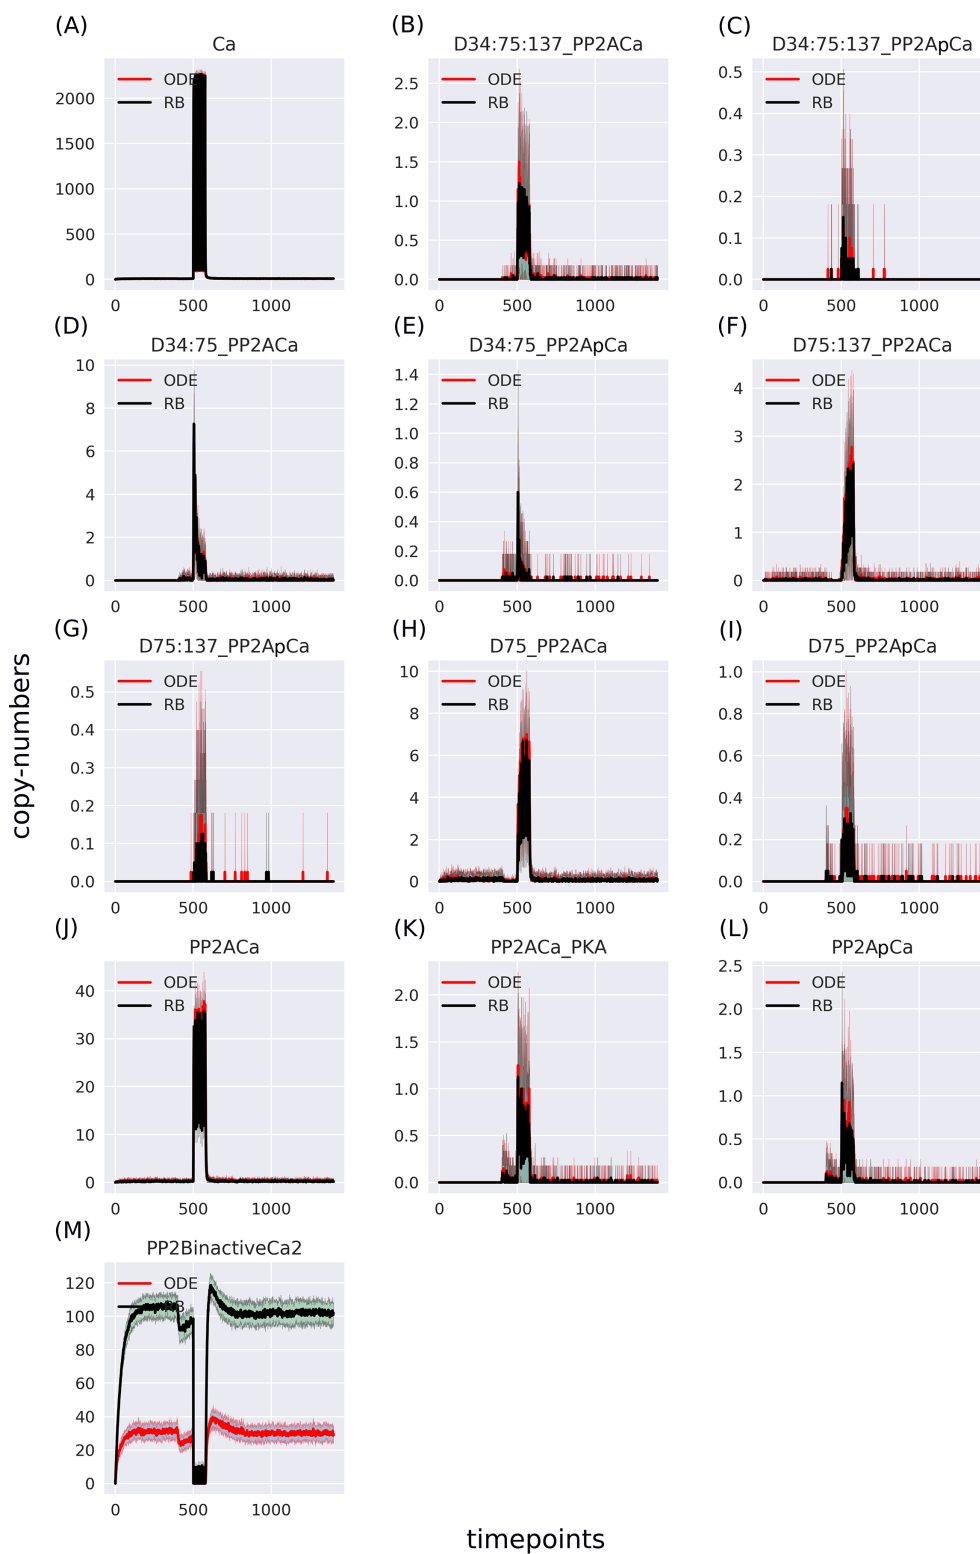 (A)
Ca
ODE
RB
2000
1500
1000
500
0
0 500 1000
(B)
D34:75:137_PP2ACa
ODE
RB
2.5
2.0
1.5
1.0
0.5
0.0
0 500 1000
(C)
D34:75:137_PP2ApCa
ODE
RB
0.5
0.4
0.3
0.2
0.1
0.0
0 500 1000
(D)
D34:75_PP2ACa
ODE
RB
10
8
6
4
2
0
0 500 1000
(E)
D34:75_PP2ApCa
ODE
RB
1.4
1.2
1.0
0.8
0.6
0.4
0.2
0.0
0 500 1000
(F)
D75:137_PP2ACa
ODE
RB
4
3
2
1
0
0 500 1000
(G)
D75:137_PP2ApCa
ODE
RB
0.5
0.4
0.3
0.2
0.1
0.0
0 500 1000
(H)
D75_PP2ACa
ODE
RB
10
8
6
4
2
0
0 500 1000
(I)
D75_PP2ApCa
ODE
RB
1.0
0.8
0.6
0.4
0.2
0.0
0 500 1000
copy-numbers
(J)
PP2ACa
ODE
RB
40
30
20
10
0
0 500 1000
(K)
PP2ACa_PKA
ODE
RB
2.0
1.5
1.0
0.5
0.0
0 500 1000
(L)
PP2ApCa
ODE
RB
2.5
2.0
1.5
1.0
0.5
0.0
0 500 1000
(M)
PP2BinactiveCa2
ODE
RB
120
100
80
60
40
20
0
0 500 1000
timepoints